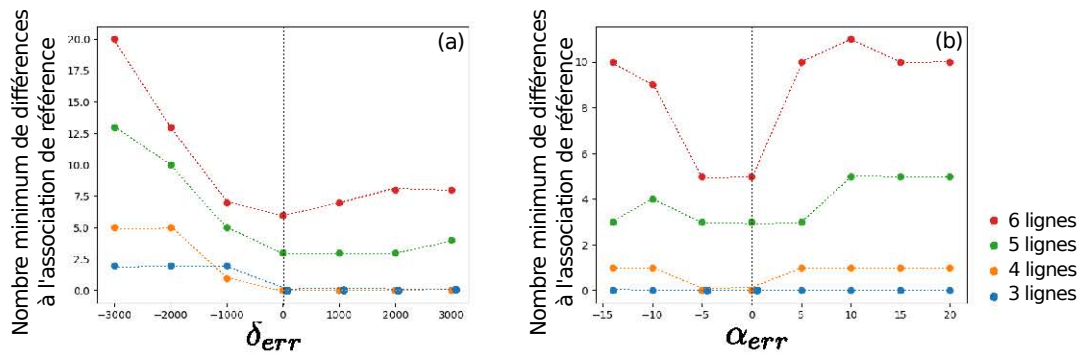 Nombre minimum de différences
à l'association de référence
20.0
17.5
15.0
12.5
10.0
7.5
5.0
2.5
0.0
(a)
−3000 −2000 −1000 0 1000 2000 3000
δ_err
Nombre minimum de différences
à l'association de référence
10
8
6
4
2
0
(b)
−15 −10 −5 0 5 10 15 20
α_err
6 lignes
5 lignes
4 lignes
3 lignes